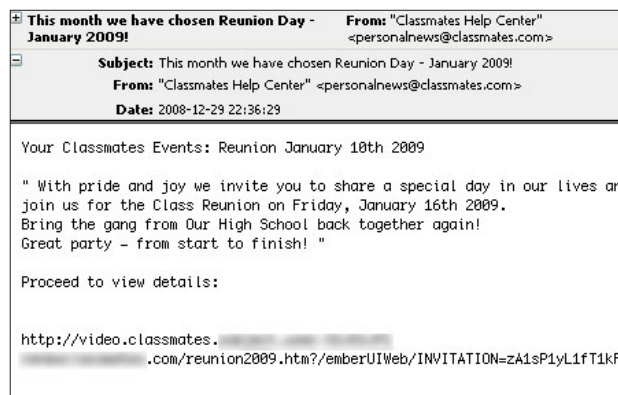 This month we have chosen Reunion Day - January 2009!
From: "Classmates Help Center" <personalnews@classmates.com>
Subject: This month we have chosen Reunion Day - January 2009!
From: "Classmates Help Center" <personalnews@classmates.com>
Date: 2008-12-29 22:36:29
Your Classmates Events: Reunion January 10th 2009
" With pride and joy we invite you to share a special day in our lives
join us for the Class Reunion on Friday, January 16th 2009.
Bring the gang from Our High School back together again!
Great party – from start to finish! "
Proceed to view details:
http://video.classmates.
.com/reunion2009.htm?/emberUIWeb/INVITATION=zA1sP1yL1fT1k